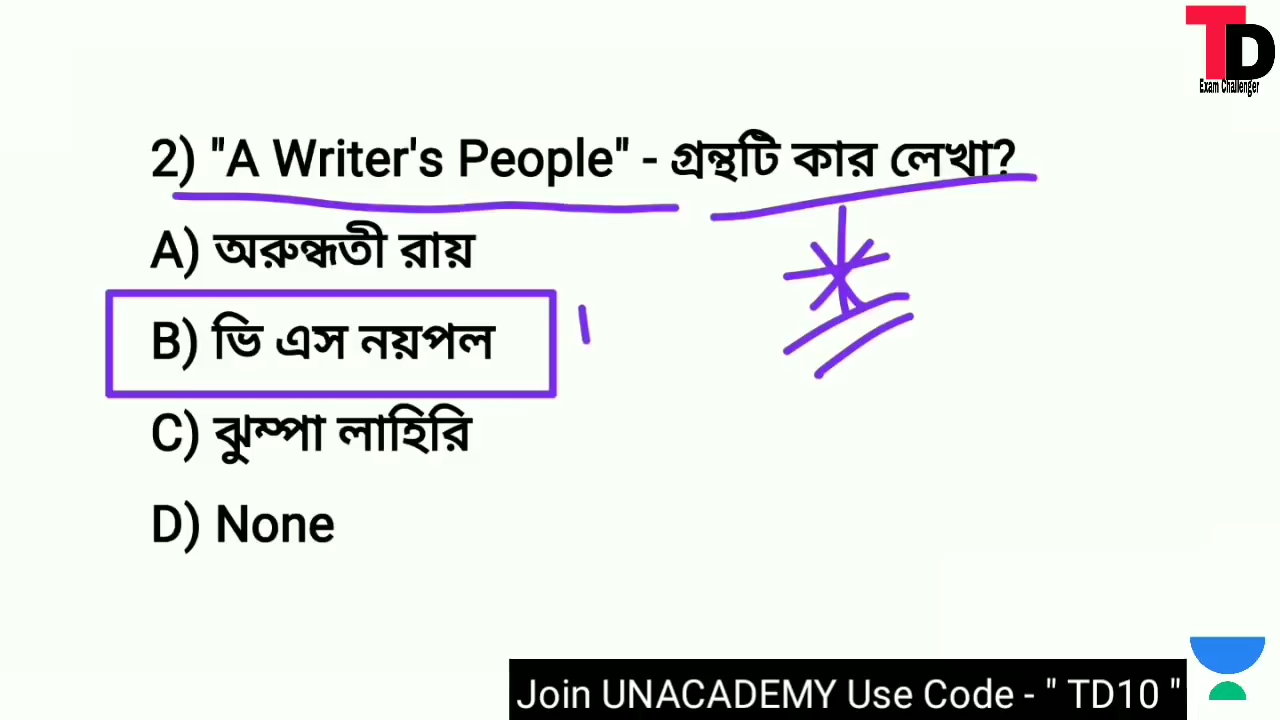 TD
Exam Challenger
2) "A Writer's People" - গ্রন্থটি কার লেখা?
A) অরুন্ধতী রায়
B) ভি এস নয়পল
C) ঝুম্পা লাহিরি
D) None
Join UNACADEMY Use Code - " TD10 "